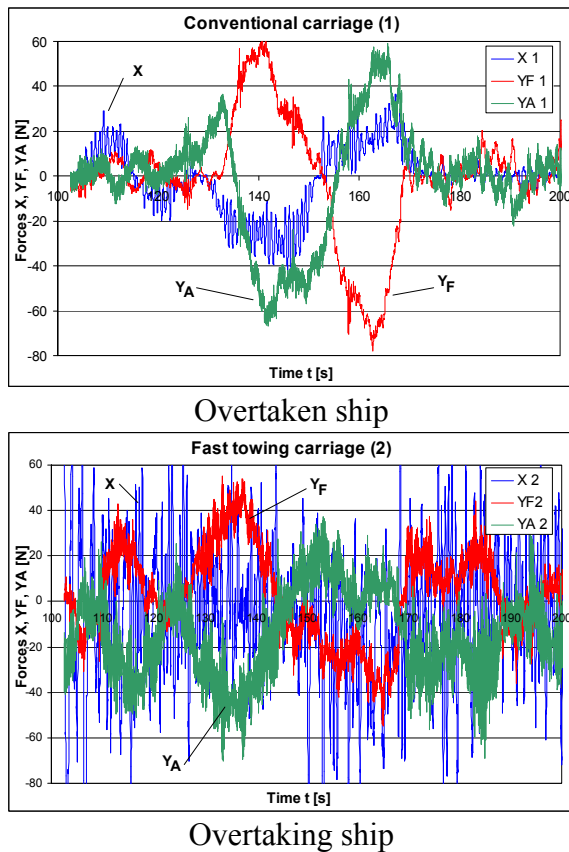 Conventional carriage (1)
Forces X, YF, YA [N]
60
40
20
0
-20
-40
-60
-80
100
120
140
160
180
200
X
YA
YF
X 1
YF 1
YA 1
Time t [s]
Overtaken ship
Fast towing carriage (2)
Forces X, YF, YA [N]
60
40
20
0
-20
-40
-60
-80
100
110
120
130
140
150
160
170
180
190
200
X
YF
YA
X 2
YF2
YA 2
Time t [s]
Overtaking ship